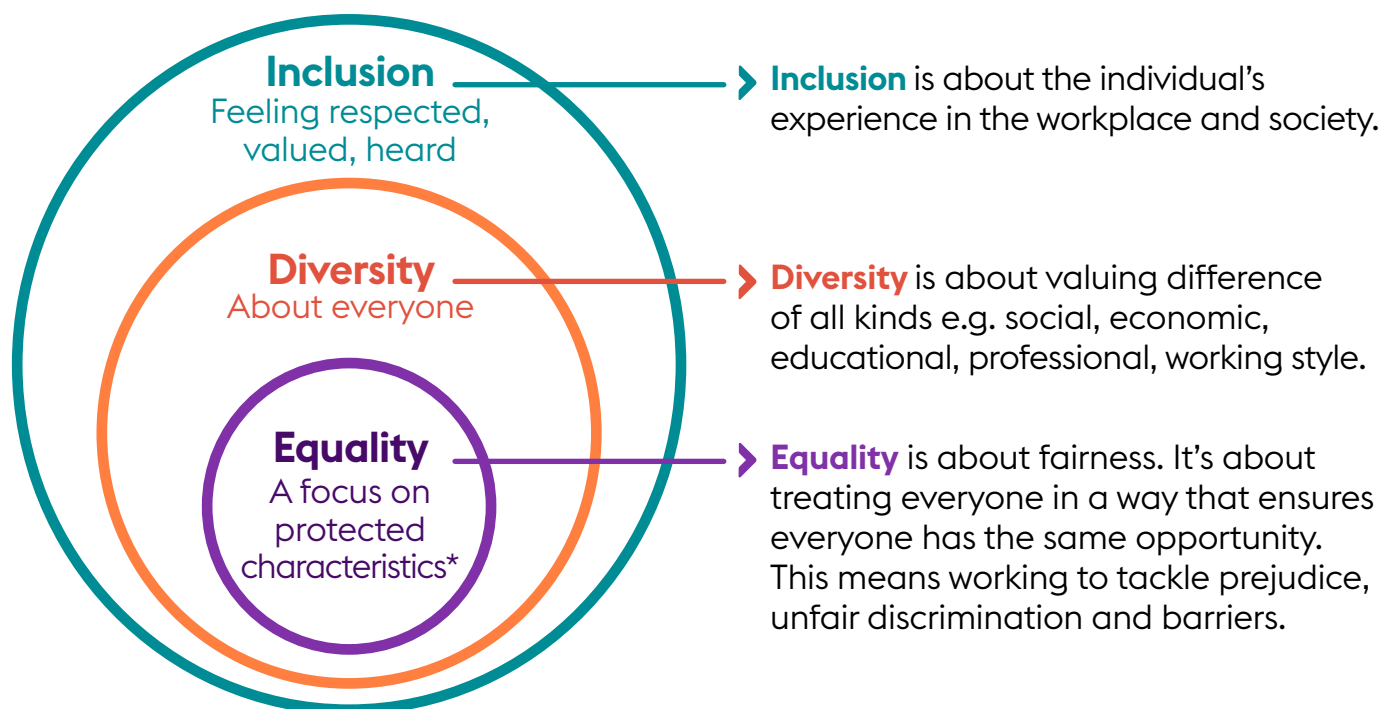 Inclusion
Feeling respected,
valued, heard
Inclusion is about the individual’s
experience in the workplace and society.
Diversity
About everyone
Diversity is about valuing difference
of all kinds e.g. social, economic,
educational, professional, working style.
Equality
A focus on
protected
characteristics*
Equality is about fairness. It’s about
treating everyone in a way that ensures
everyone has the same opportunity.
This means working to tackle prejudice,
unfair discrimination and barriers.